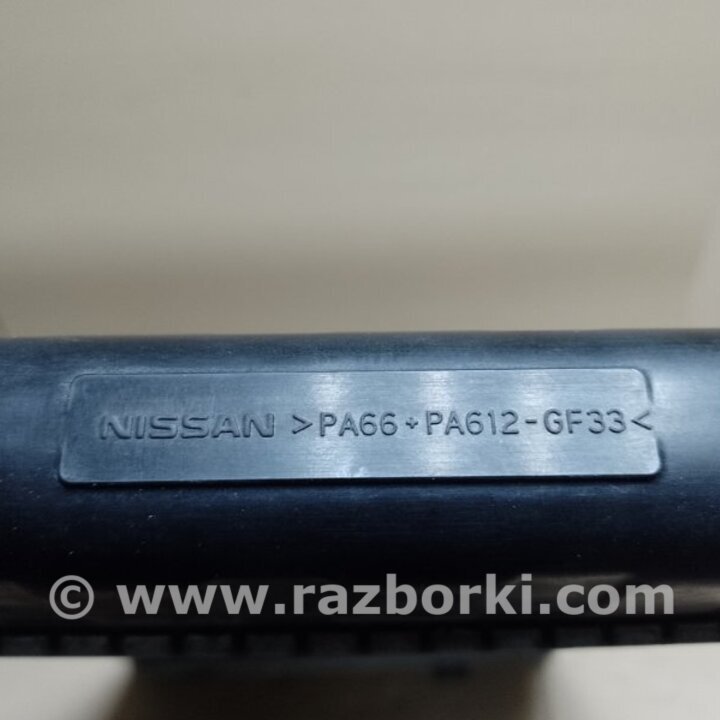 NISSAN >PA66+PA612-GF33<
© www.razborki.com